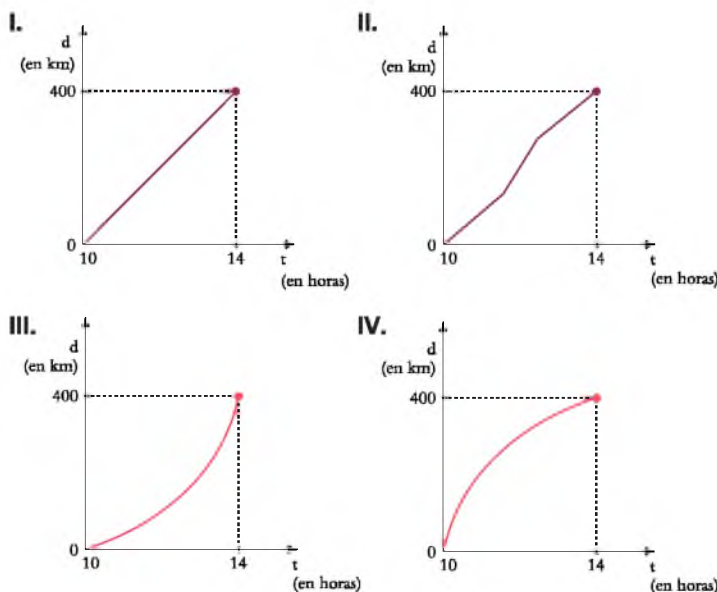 I.
d
(en km)
400
0
10
14
t
(en horas)
II.
d
(en km)
400
0
10
14
t
(en horas)
III.
d
(en km)
400
0
10
14
t
(en horas)
IV.
d
(en km)
400
0
10
14
t
(en horas)